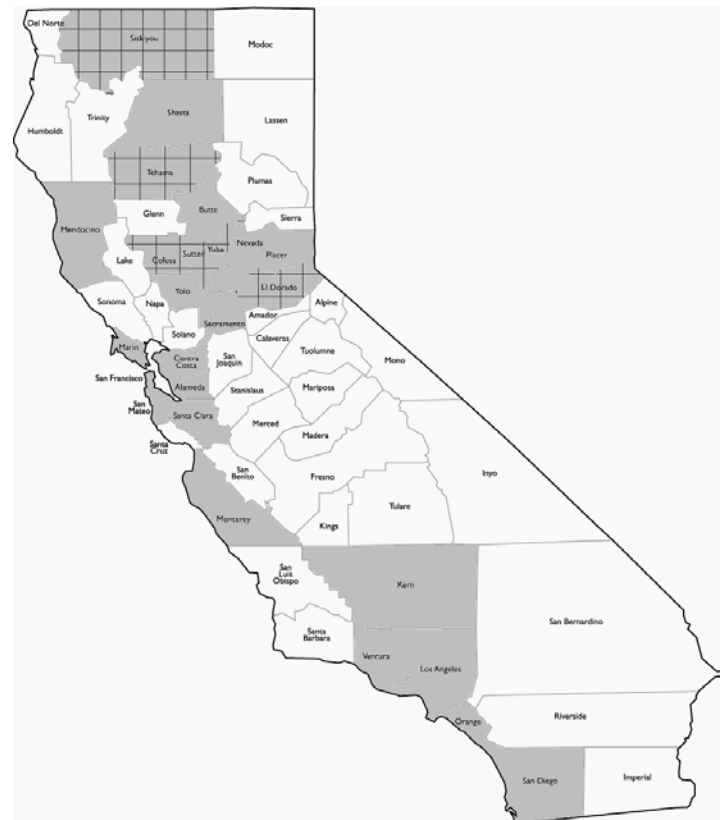 Del Norte
Siskiyou
Modoc
Humboldt
Trinity
Shasta
Lassen
Tehama
Plumas
Mendocino
Glenn
Butte
Sierra
Lake
Colusa
Sutter
Yuba
Nevada
Placer
Sonoma
Napa
Yolo
El Dorado
Sacramento
Amador
Alpine
Solano
Marin
Calaveras
Tuolumne
Mono
Contra
Costa
San
Joaquin
San Francisco
Alameda
Stanislaus
Mariposa
San
Mateo
Santa Clara
Merced
Madera
Santa
Cruz
San
Benito
Fresno
Inyo
Monterey
Kings
Tulare
San
Luis
Obispo
Kern
San Bernardino
Santa
Barbara
Ventura
Los Angeles
Orange
Riverside
San Diego
Imperial